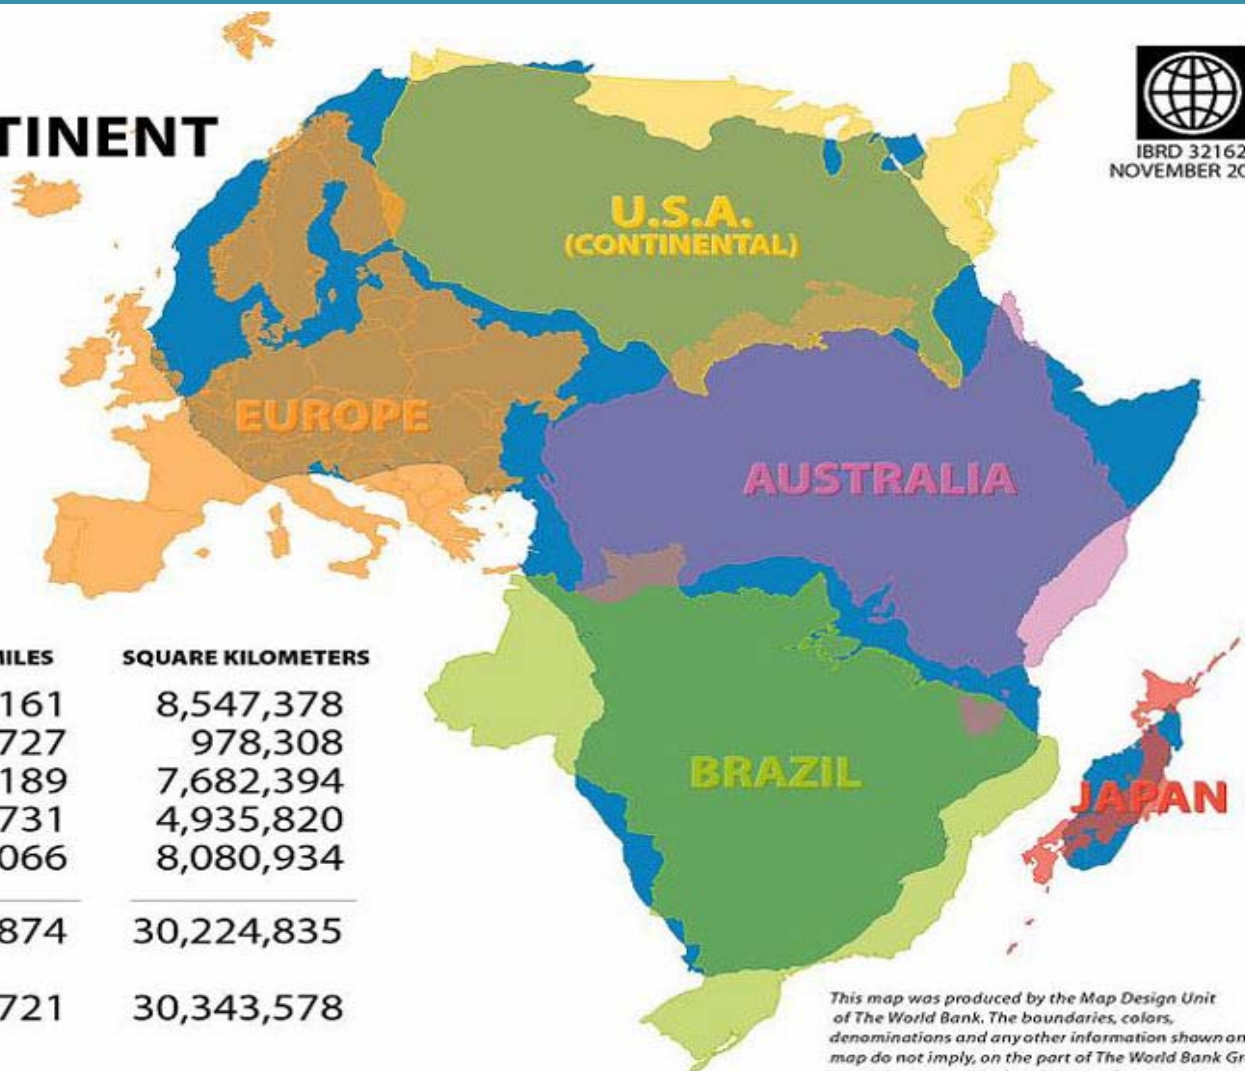 TINENT
IBRD 32162
NOVEMBER 20
U.S.A.
(CONTINENTAL)
EUROPE
AUSTRALIA
MILES SQUARE KILOMETERS
161 8,547,378
727 978,308
189 7,682,394
731 4,935,820
066 8,080,934
874 30,224,835
721 30,343,578
BRAZIL
JAPAN
This map was produced by the Map Design Unit
of The World Bank. The boundaries, colors,
denominations and any other information shown on
map do not imply, on the part of The World Bank Gr